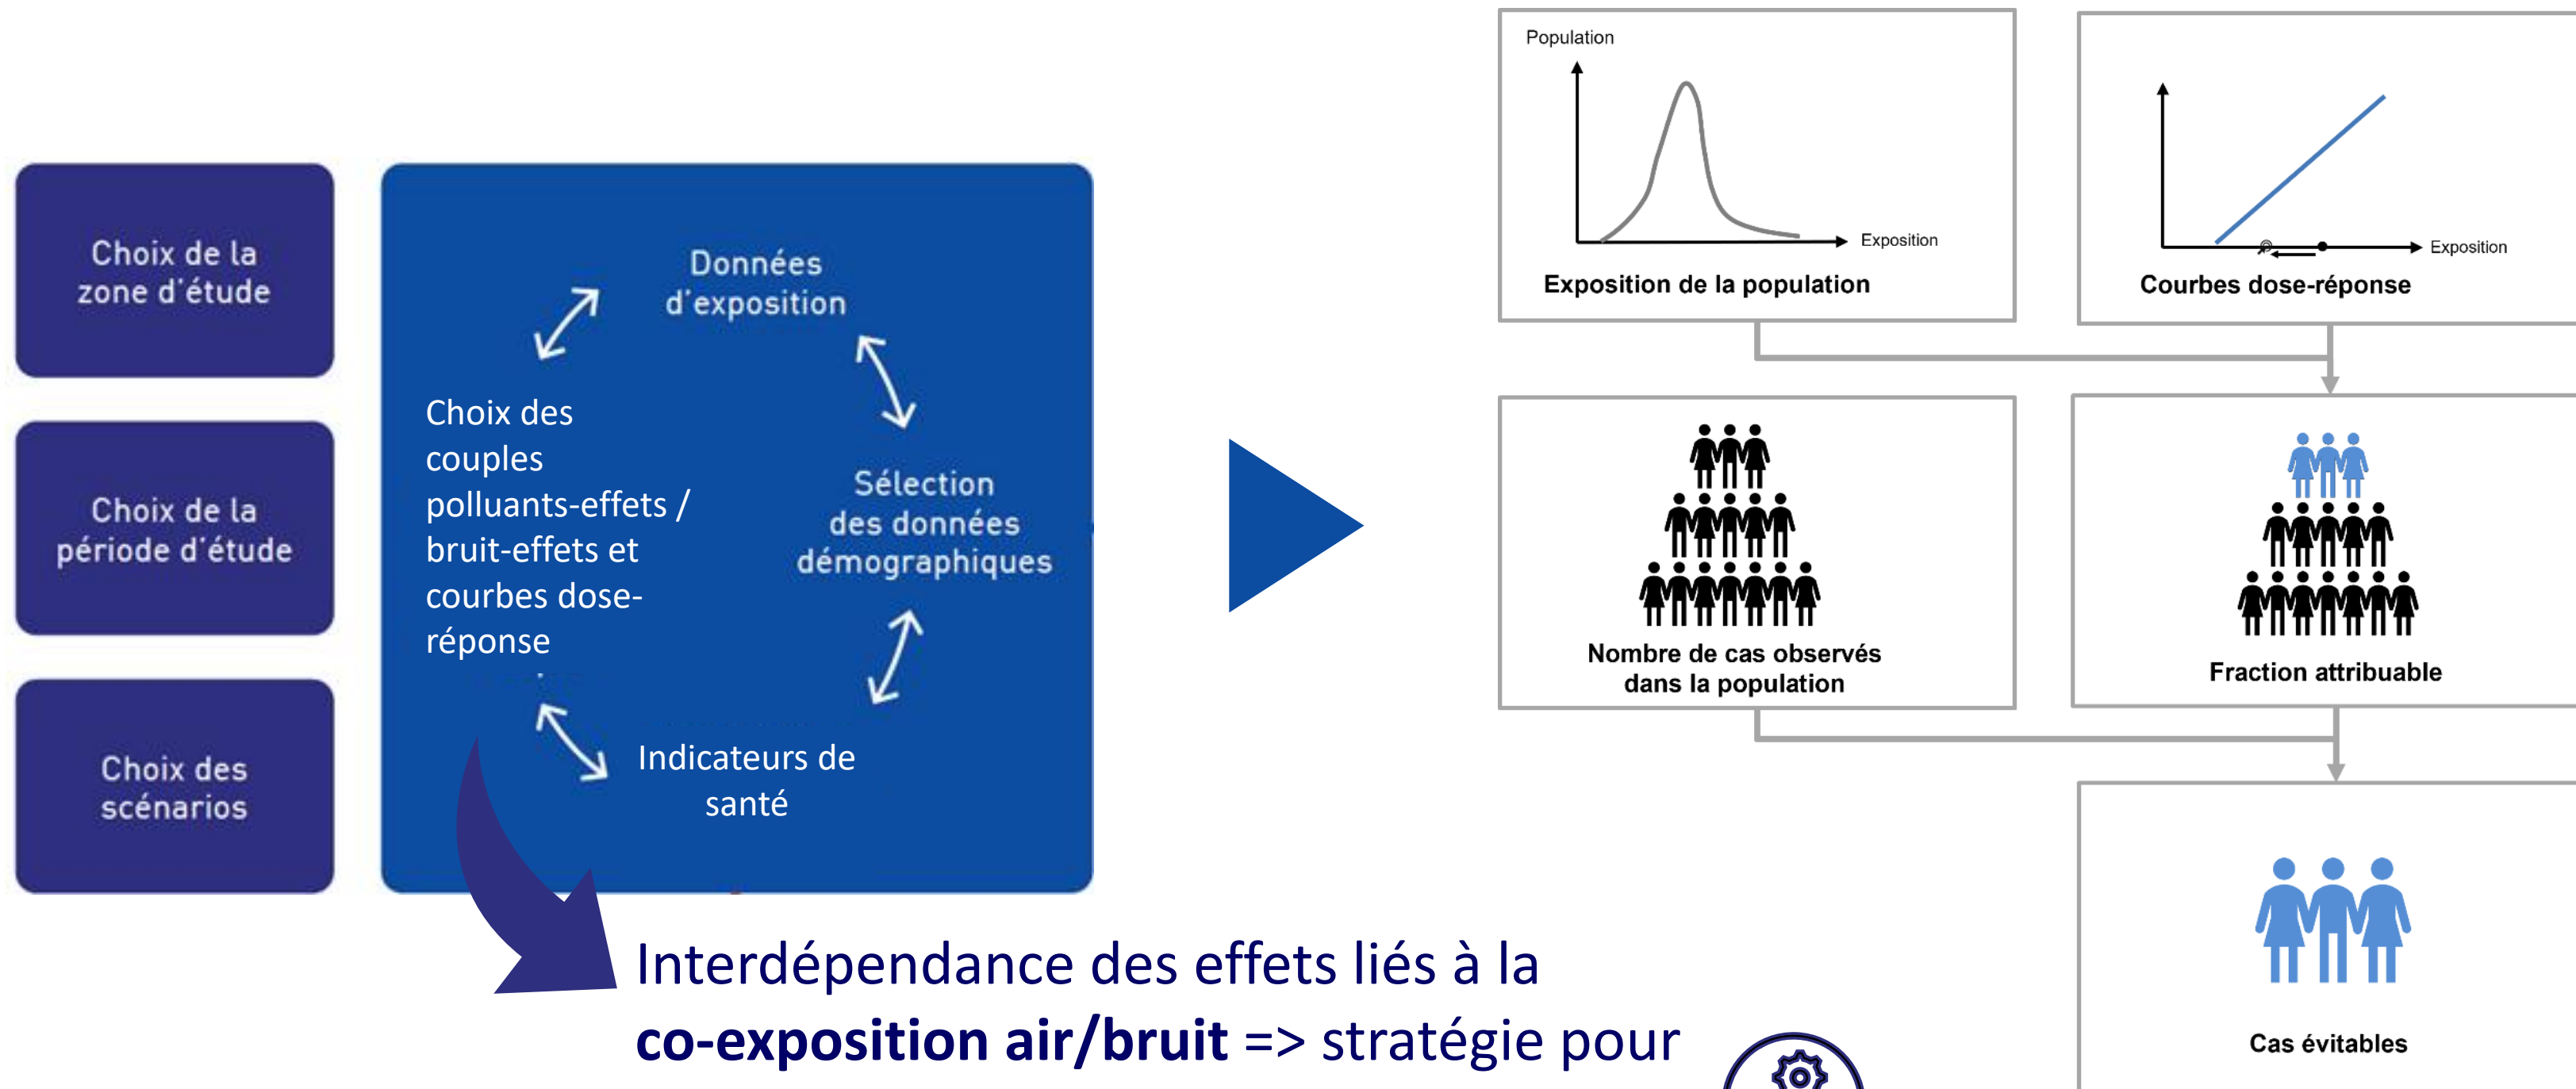 Choix de la
zone d'étude
Choix de la
période d'étude
Choix des
scénarios
Données
d'exposition
Choix des
couples
polluants-effets /
bruit-effets et
courbes dose-
réponse
Sélection
des données
démographiques
Indicateurs de
santé
Interdépendance des effets liés à la
co-exposition air/bruit => stratégie pour
Population
Exposition
Exposition de la population
Exposition
Courbes dose-réponse
Nombre de cas observés
dans la population
Fraction attribuable
Cas évitables